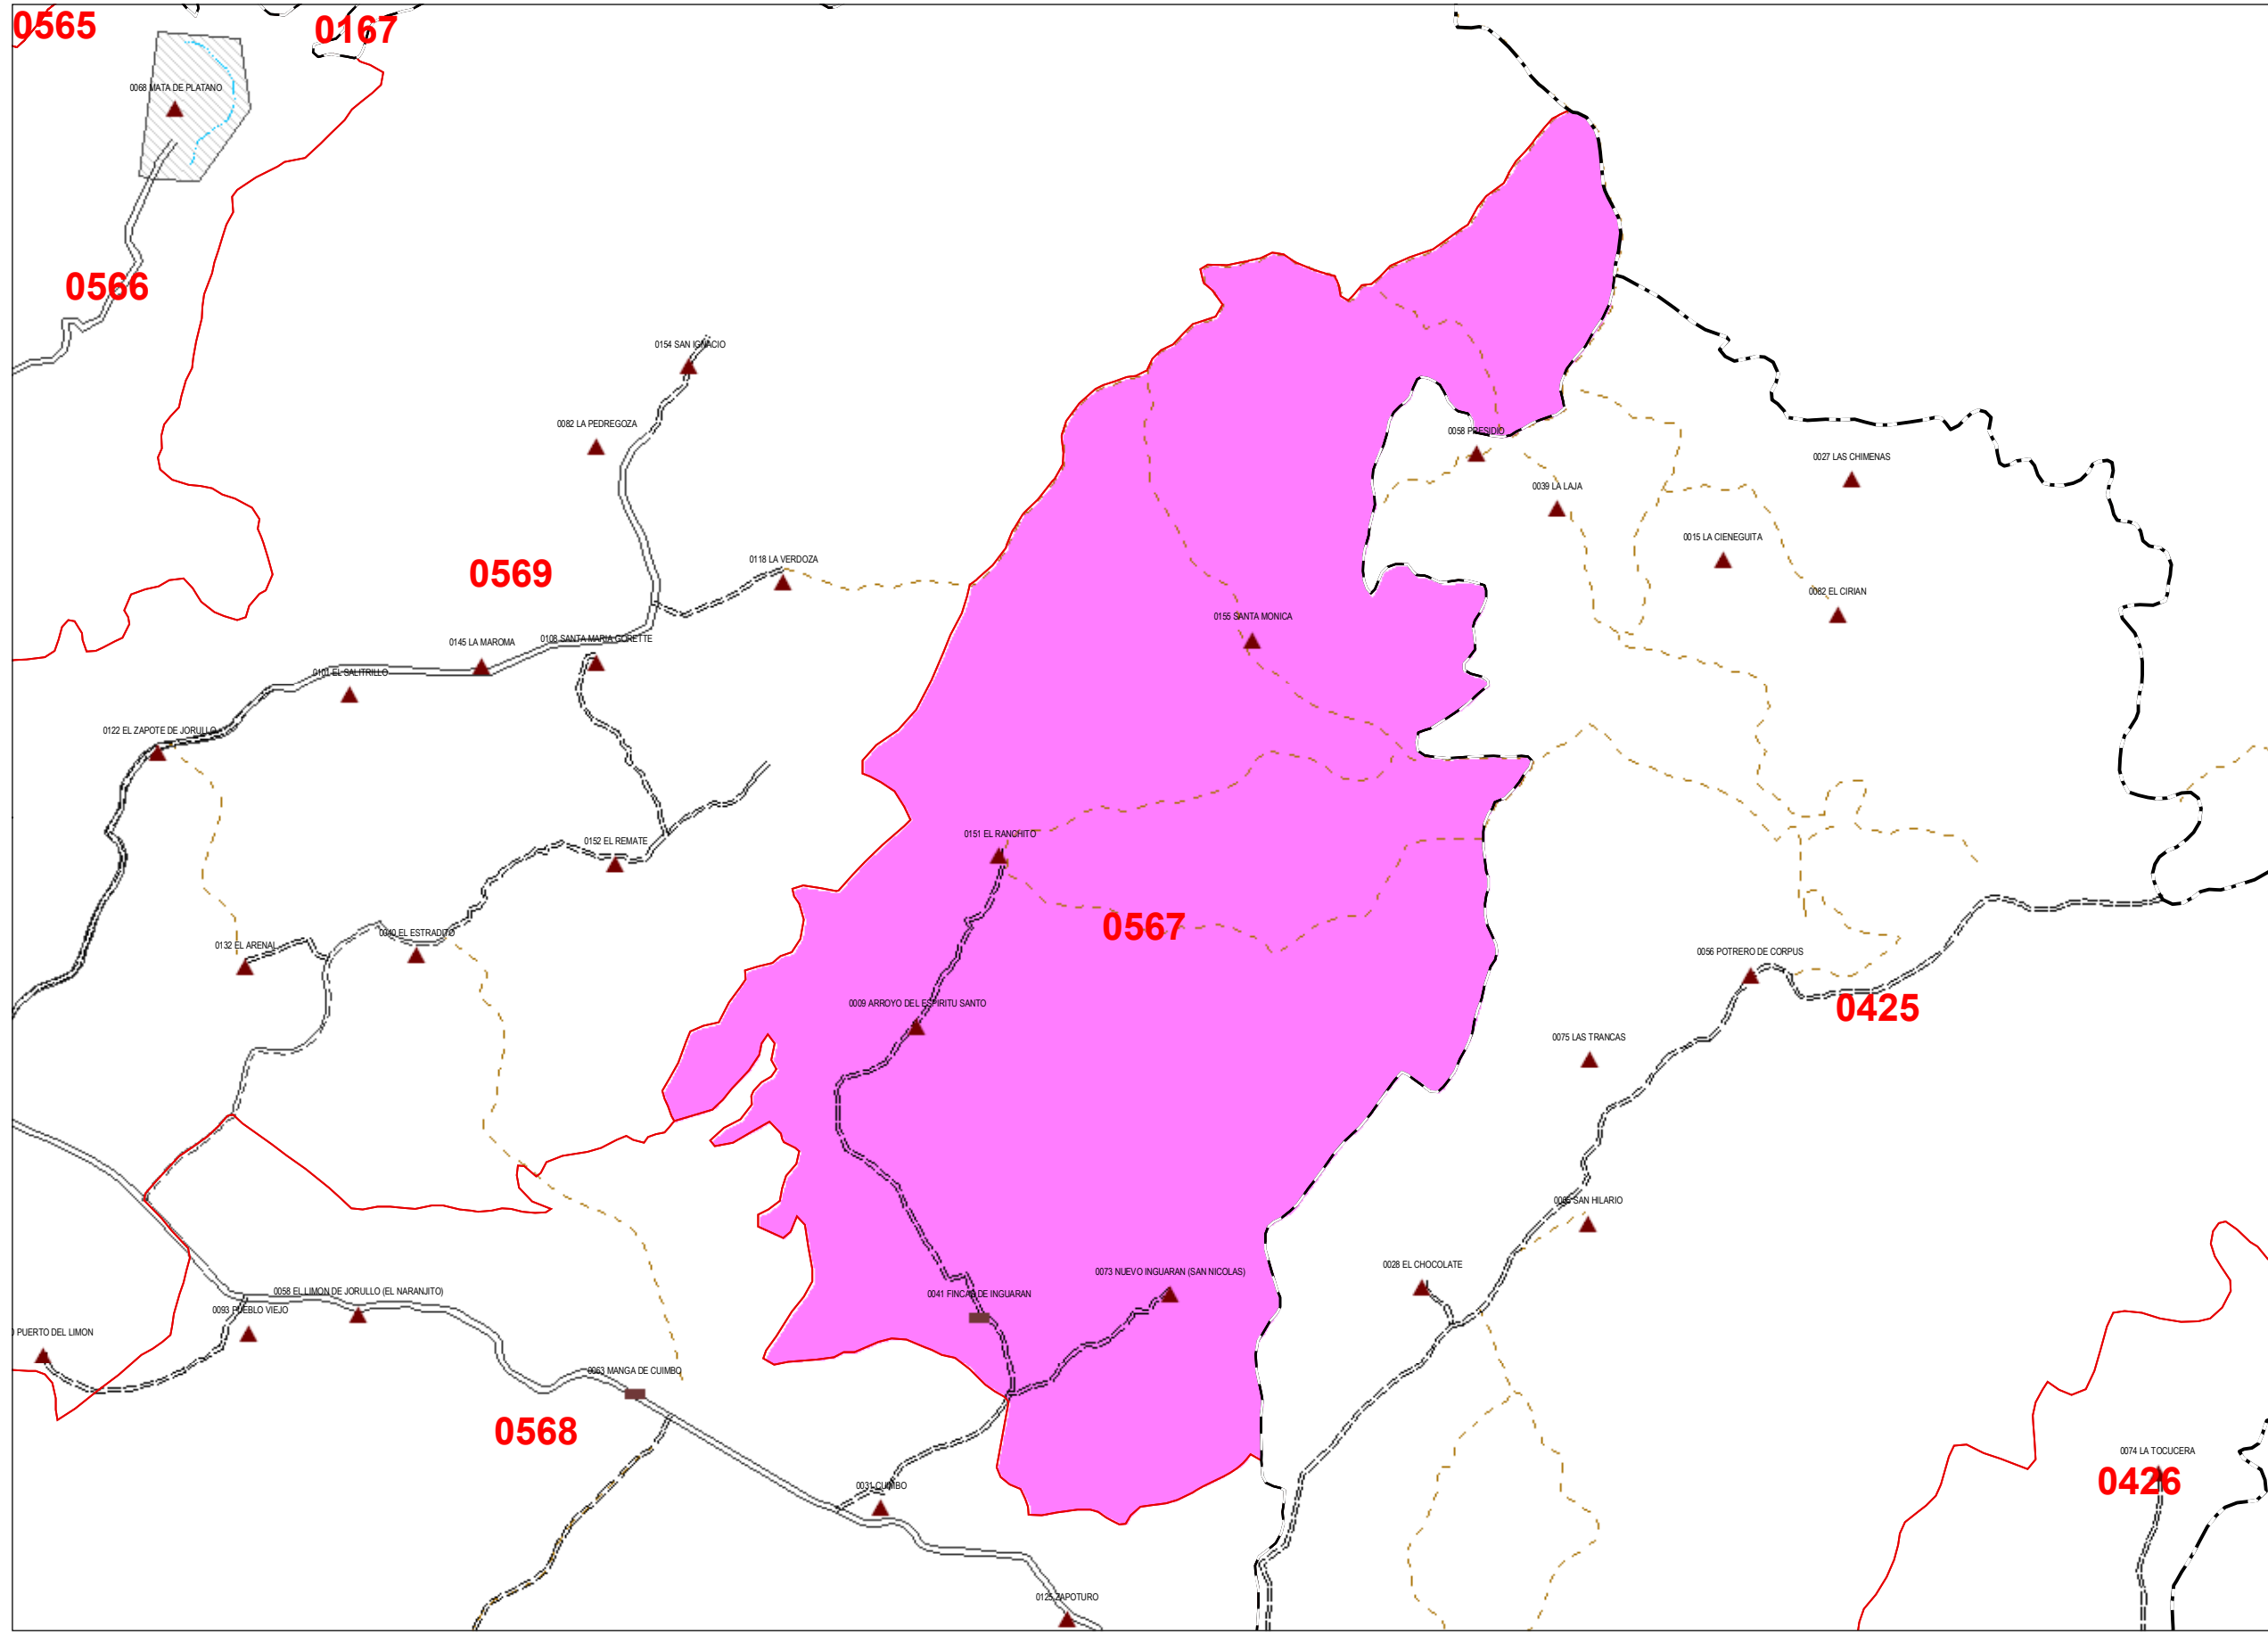 0565
0167
0068 MATA DE PLATANO
0566
0154 SAN IGNACIO
0082 LA PEDREGOZA
0058 PRESIDIO
0027 LAS CHIMENAS
0039 LA LAJA
0015 LA CIENEGUITA
0118 LA VERDOZA
0569
0082 EL CIRIAN
0155 SANTA MONICA
0145 LA MAROMA
0108 SANTA MARIA GORETTE
0101 EL SALITRILLO
0122 EL ZAPOTE DE JORULLO
0151 EL RANCHITO
0152 EL REMATE
0567
0040 EL ESTRADITO
0132 EL ARENAL
0056 POTRERO DE CORPUS
0009 ARROYO DEL ESPIRITU SANTO
0425
0075 LAS TRANCAS
SAN HILARIO
0028 EL CHOCOLATE
0073 NUEVO INGUARAN (SAN NICOLAS)
0041 FINCAS DE INGUARAN
0058 EL LIMON DE JORULLO (EL NARANJITO)
0093 PUEBLO VIEJO
PUERTO DEL LIMON
0063 MANGA DE CUIMBO
0568
0074 LA TOCUCERA
0426
0031 CUIMBO
0125 ZAPOTURO